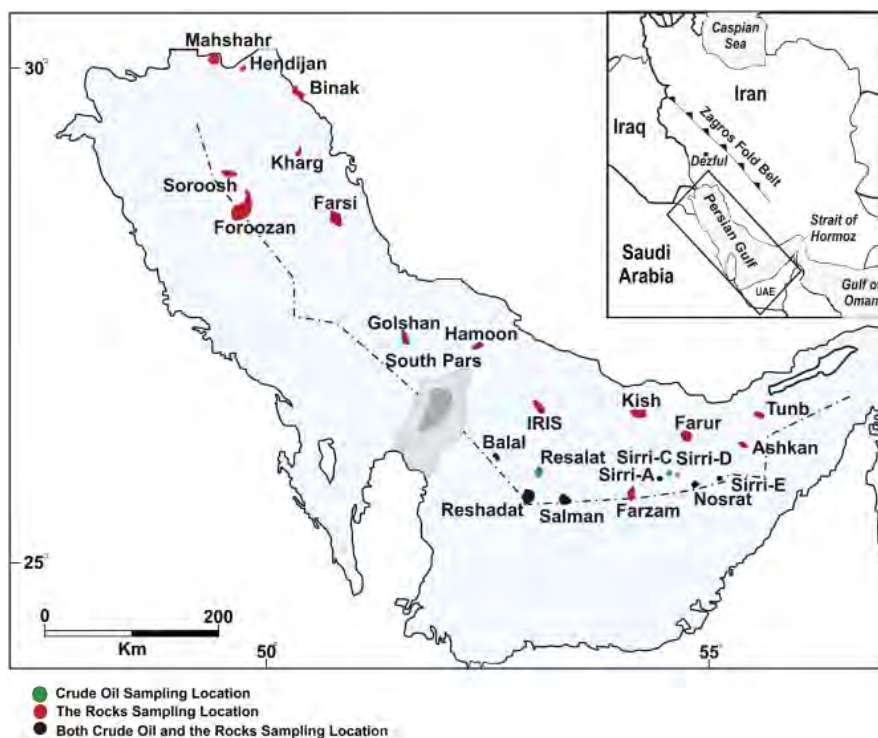 Mahshahr
Hendijan
Binak
30°
Kharg
Soroosh
Foroozan
Farsi
Golshan
Hamoon
South Pars
IRIS
Kish
Tunb
Farur
Ashkan
Balal
Resalat
Sirri-C
Sirri-D
Sirri-A
Sirri-E
Nosrat
Reshadat
Salman
Farzam
25°
0
200
Km
50°
55°
Caspian
Sea
Iran
Iraq
Zagros Fold Belt
Dezful
Persian Gulf
Strait of
Hormoz
Saudi
Arabia
UAE
Gulf of
Oman
Crude Oil Sampling Location
The Rocks Sampling Location
Both Crude Oil and the Rocks Sampling Location